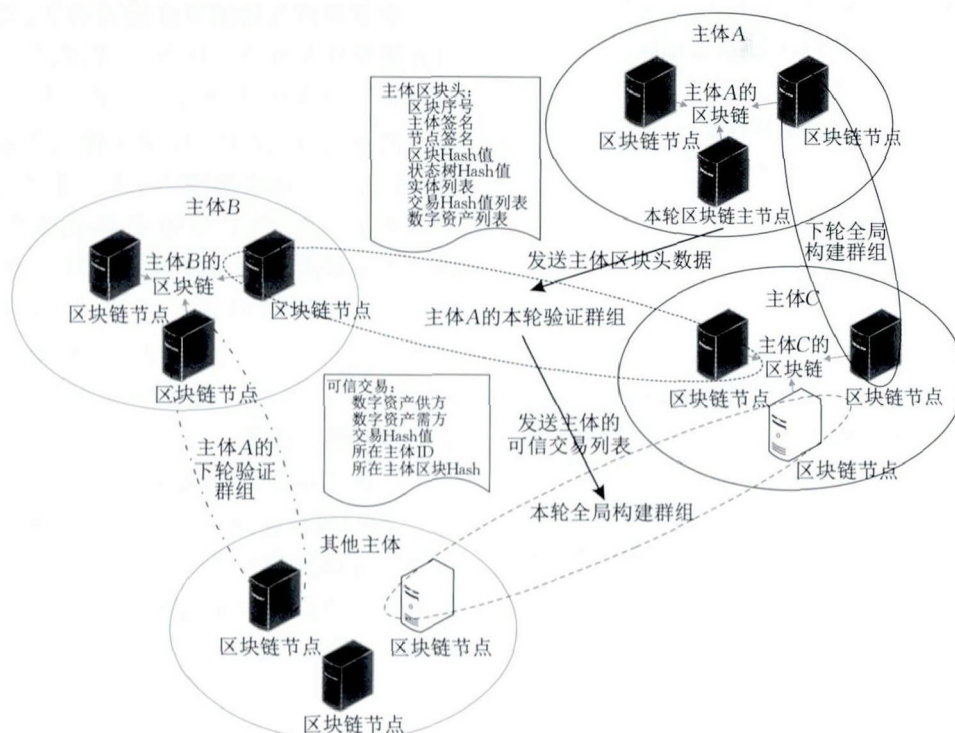 主体A
主体A的
区块链
区块链节点
区块链节点
本轮区块链主节点
主体区块头：
区块序号
主体签名
节点签名
区块Hash值
状态树Hash值
实体列表
交易Hash值列表
数字资产列表
主体B
主体B的
区块链
区块链节点
区块链节点
区块链节点
下轮全局
构建群组
发送主体区块头数据
主体A的本轮验证群组
主体C
主体C的
区块链
区块链节点
区块链节点
区块链节点
可信交易：
数字资产供方
数字资产需方
交易Hash值
所在主体ID
所在主体区块Hash
发送主体的
可信交易列表
主体A的
下轮验证
群组
本轮全局构建群组
其他主体
区块链节点
区块链节点
区块链节点